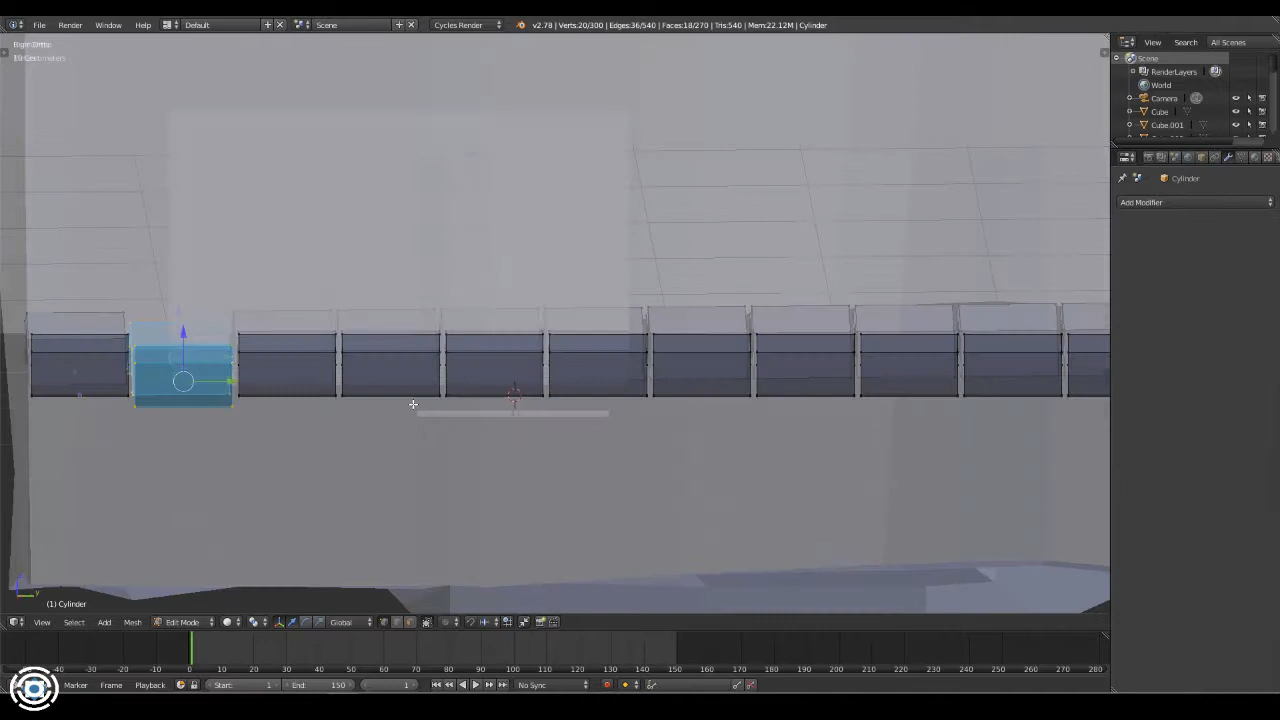 File Render Window Help Default Scene Cycles Render v2.78 | Verts:20/300 | Edges:36/540 | Faces:18/270 | Tris:540 | Mem:22.12M | Cylinder
View Search All Scenes
Scene
RenderLayers
World
Camera
Cube
Cube.001
Cylinder
Add Modifier
(1) Cylinder
View Select Add Mesh Edit Mode Global
-40 -30 -20 -10 0 10 20 30 40 50 60 70 80 90 100 110 120 130 140 150 160 170 180 190 200 210 220 230 240 250 260 270 280
Marker Frame Playback Start: 1 End: 150 1 No Sync